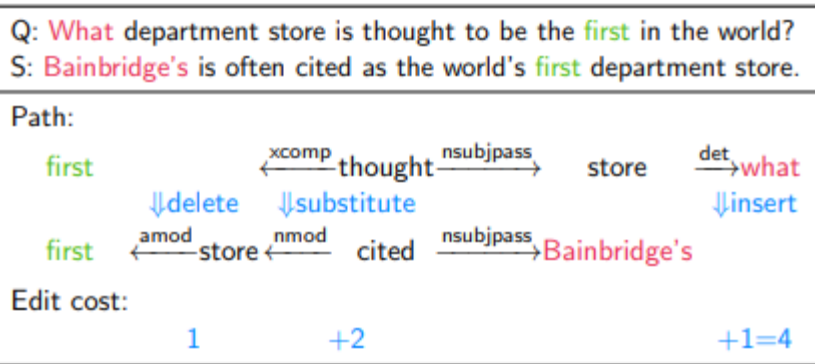 Q: What department store is thought to be the first in the world?
S: Bainbridge's is often cited as the world's first department store.
Path:
first ←xcomp thought nsubjpass→ store det→ what
⇓delete ⇓substitute ⇓insert
first ←amod store ←nmod cited nsubjpass→ Bainbridge's
Edit cost:
1 +2 +1=4